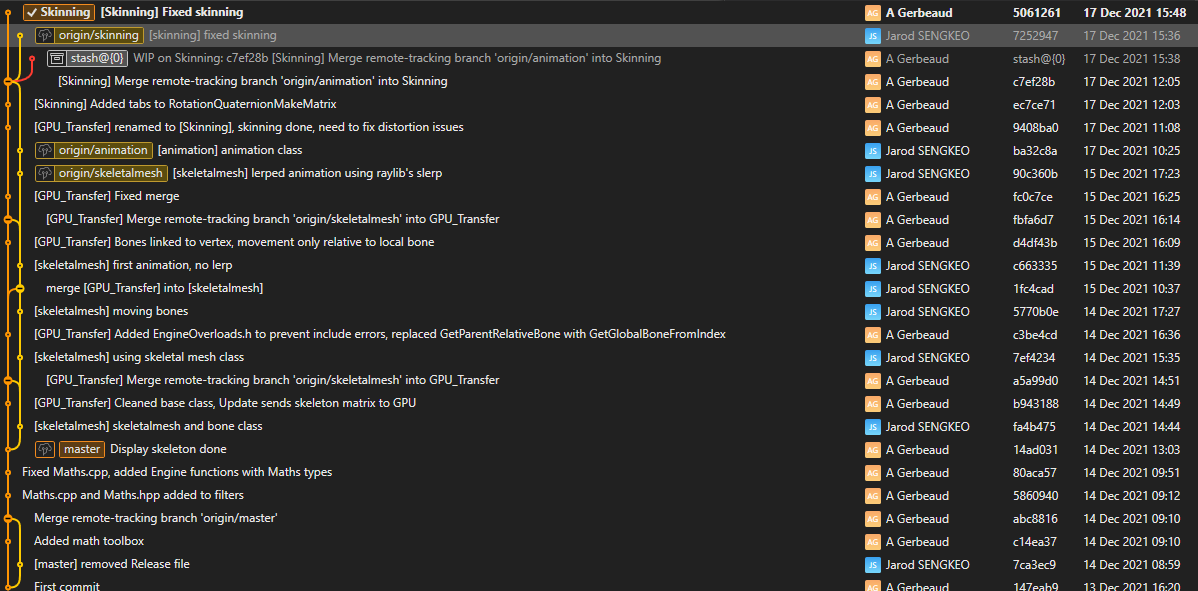 Skinning [Skinning] Fixed skinning AG A Gerbeaud 5061261 17 Dec 2021 15:48
origin/skinning [skinning] fixed skinning JS Jarod SENGKEO 7252947 17 Dec 2021 15:36
stash@{0} WIP on Skinning: c7ef28b [Skinning] Merge remote-tracking branch 'origin/animation' into Skinning AG A Gerbeaud stash@{0} 17 Dec 2021 15:38
[Skinning] Merge remote-tracking branch 'origin/animation' into Skinning AG A Gerbeaud c7ef28b 17 Dec 2021 12:05
[Skinning] Added tabs to RotationQuaternionMakeMatrix AG A Gerbeaud ec7ce71 17 Dec 2021 12:03
[GPU_Transfer] renamed to [Skinning], skinning done, need to fix distortion issues AG A Gerbeaud 9408ba0 17 Dec 2021 11:08
origin/animation [animation] animation class JS Jarod SENGKEO ba32c8a 17 Dec 2021 10:25
origin/skeletalmesh [skeletalmesh] lerped animation using raylib's slerp JS Jarod SENGKEO 90c360b 15 Dec 2021 17:23
[GPU_Transfer] Fixed merge AG A Gerbeaud fc0c7ce 15 Dec 2021 16:25
[GPU_Transfer] Merge remote-tracking branch 'origin/skeletalmesh' into GPU_Transfer AG A Gerbeaud fbfa6d7 15 Dec 2021 16:14
[GPU_Transfer] Bones linked to vertex, movement only relative to local bone AG A Gerbeaud d4df43b 15 Dec 2021 16:09
[skeletalmesh] first animation, no lerp JS Jarod SENGKEO c663335 15 Dec 2021 11:39
merge [GPU_Transfer] into [skeletalmesh] JS Jarod SENGKEO 1fc4cad 15 Dec 2021 10:37
[skeletalmesh] moving bones JS Jarod SENGKEO 5770b0e 14 Dec 2021 17:27
[GPU_Transfer] Added EngineOverloads.h to prevent include errors, replaced GetParentRelativeBone with GetGlobalBoneFromIndex AG A Gerbeaud c3be4cd 14 Dec 2021 16:36
[skeletalmesh] using skeletal mesh class JS Jarod SENGKEO 7ef4234 14 Dec 2021 15:35
[GPU_Transfer] Merge remote-tracking branch 'origin/skeletalmesh' into GPU_Transfer AG A Gerbeaud a5a99d0 14 Dec 2021 14:51
[GPU_Transfer] Cleaned base class, Update sends skeleton matrix to GPU AG A Gerbeaud b943188 14 Dec 2021 14:49
[skeletalmesh] skeletalmesh and bone class JS Jarod SENGKEO fa4b475 14 Dec 2021 14:44
master Display skeleton done AG A Gerbeaud 14ad031 14 Dec 2021 13:03
Fixed Maths.cpp, added Engine functions with Maths types AG A Gerbeaud 80aca57 14 Dec 2021 09:51
Maths.cpp and Maths.hpp added to filters AG A Gerbeaud 5860940 14 Dec 2021 09:12
Merge remote-tracking branch 'origin/master' AG A Gerbeaud abc8816 14 Dec 2021 09:10
Added math toolbox AG A Gerbeaud c14ea37 14 Dec 2021 09:10
[master] removed Release file JS Jarod SENGKEO 7ca3ec9 14 Dec 2021 08:59
First commit AG A Gerbeaud 147eab9 13 Dec 2021 16:20